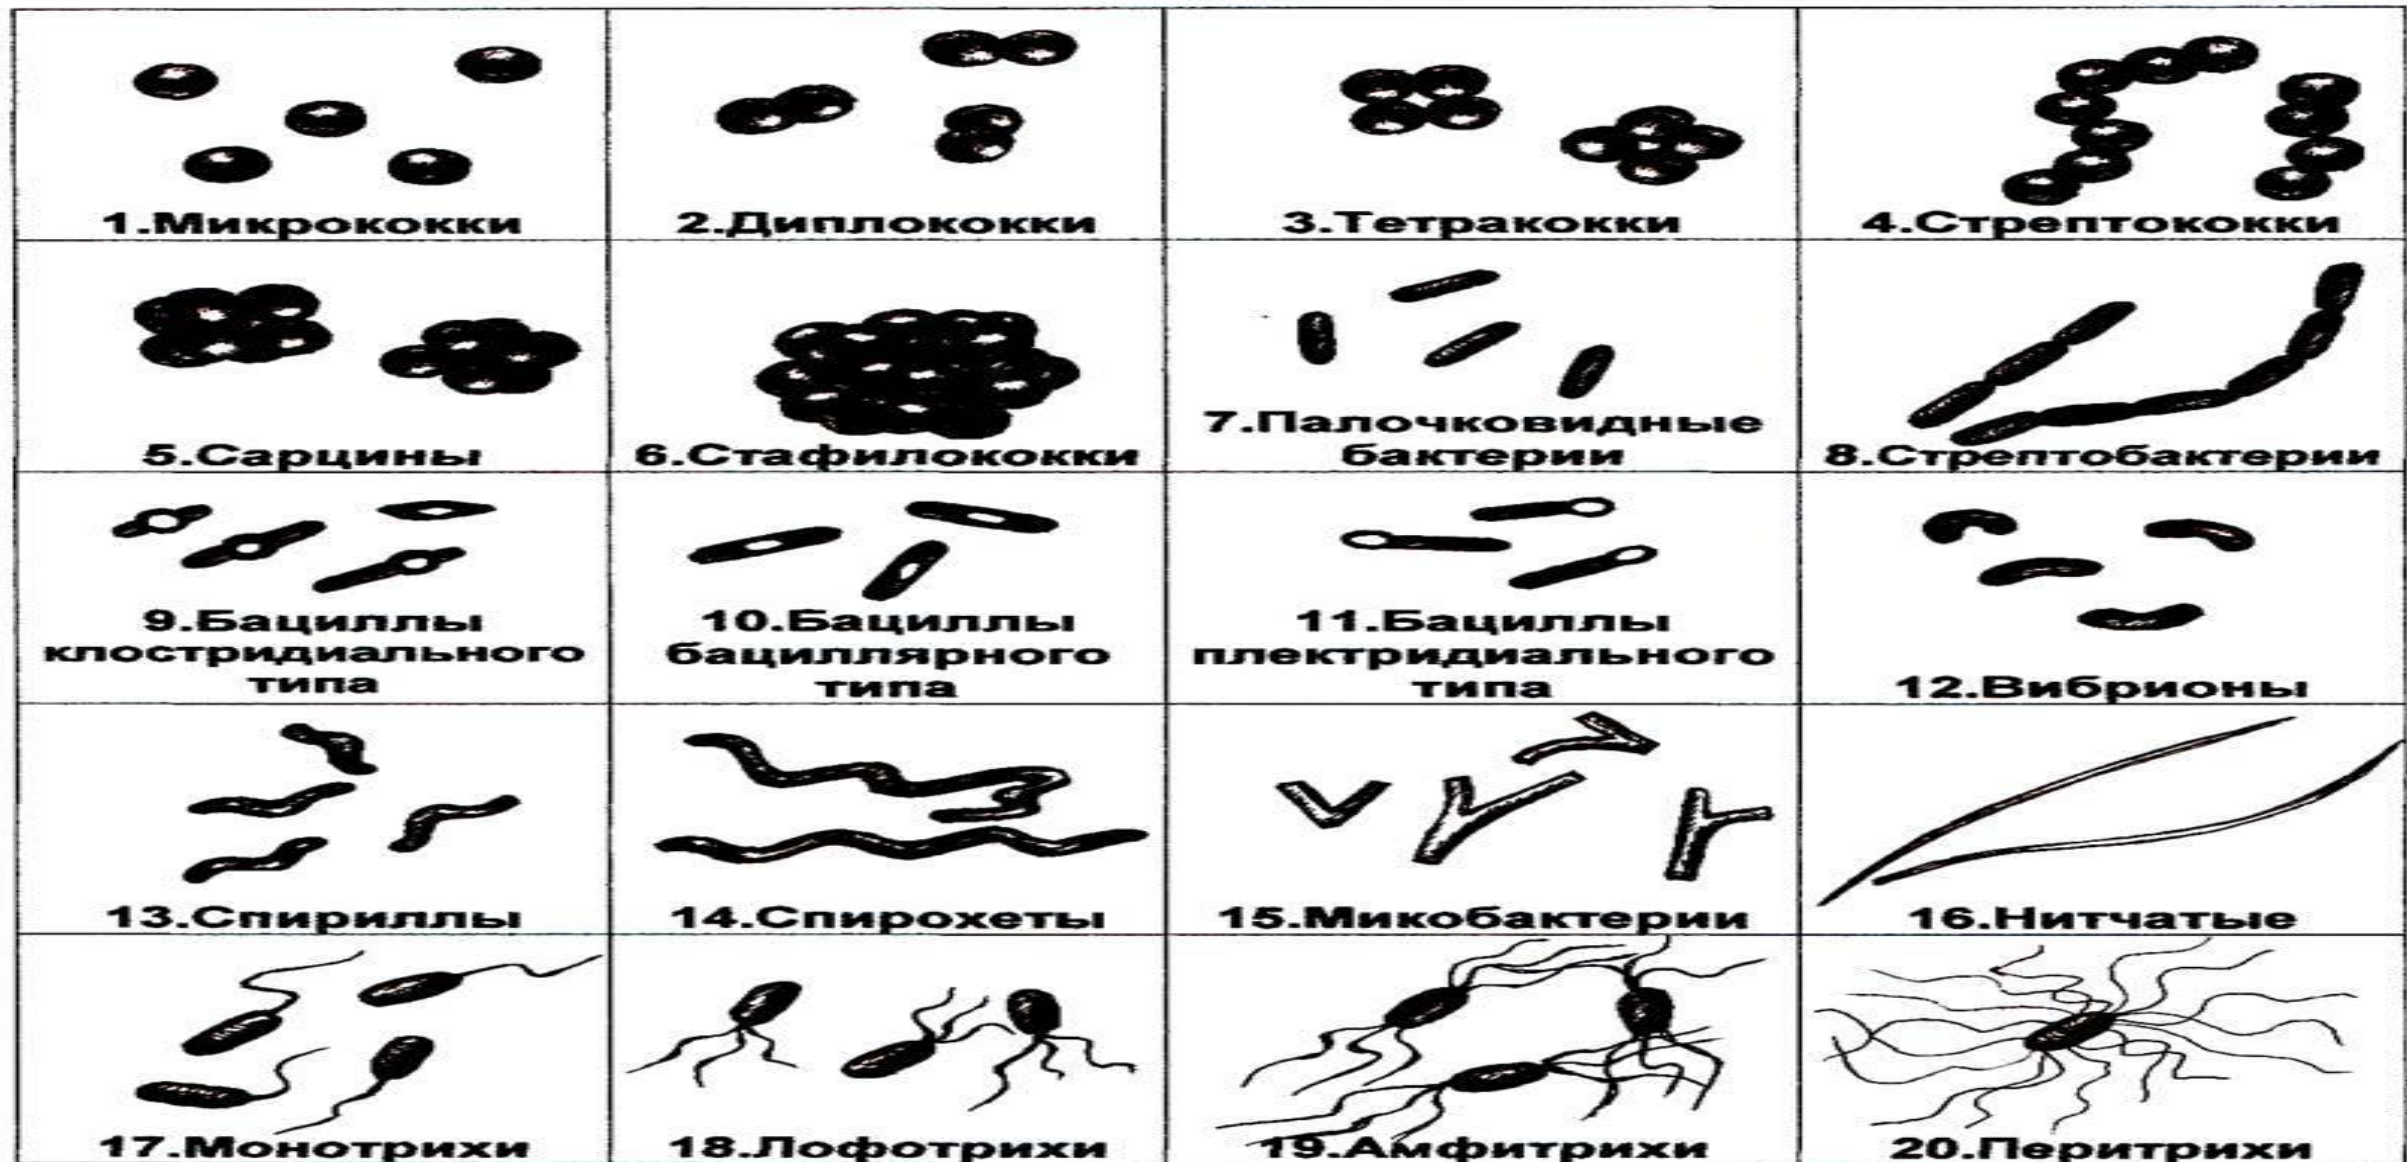 1.Микрококки
2.Диплококки
3.Тетракокки
4.Стрептококки
5.Сарцины
6.Стафилококки
7.Палочковидные
бактерии
8.Стрептобактерии
9.Бациллы
клостридиального
типа
10.Бациллы
бациллярного
типа
11.Бациллы
плектридиального
типа
12.Вибрионы
13.Спириллы
14.Спирохеты
15.Микобактерии
16.Нитчатые
17.Монотрихи
18.Лофотрихи
19.Амфитрихи
20.Перитрихи